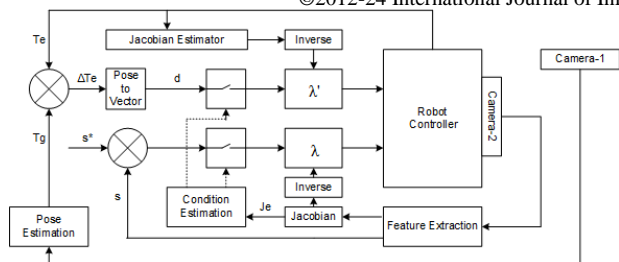 ©2012-24 International Journal of Im
Te
Jacobian Estimator
Inverse
Camera-1
ΔTe
Pose to Vector
d
λ'
Robot Controller
Camera-2
Tg
s*
λ
s
Condition Estimation
Inverse
Je
Jacobian
Feature Extraction
Pose Estimation